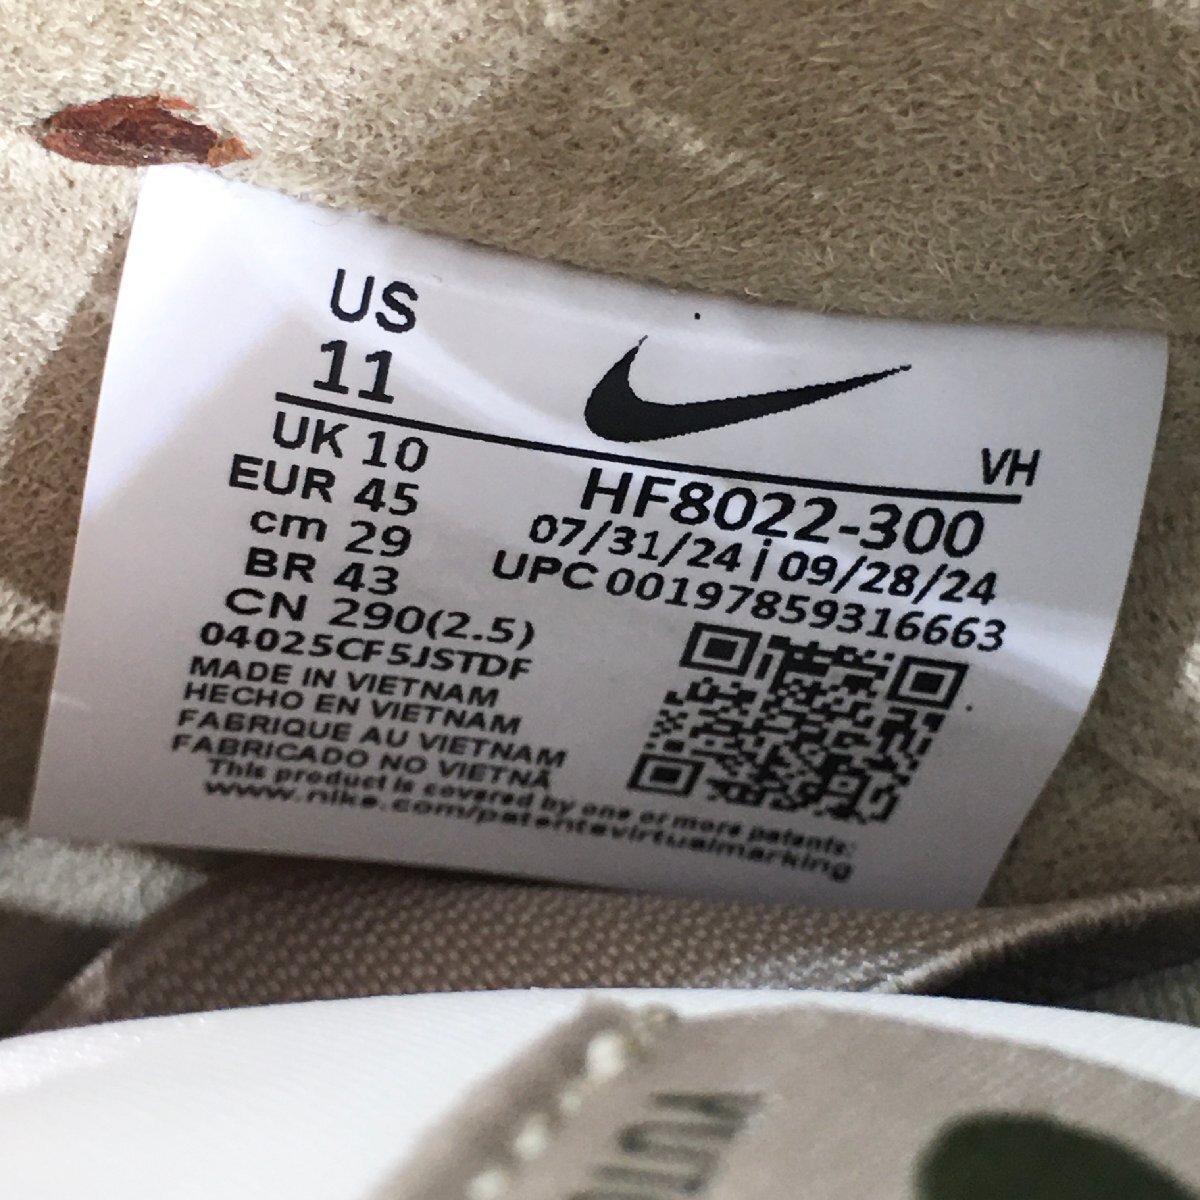 US
11
VH
UK 10
EUR 45
cm 29
BR 43
CN 290(2.5)
04025CF5JSTDF
MADE IN VIETNAM
HECHO EN VIETNAM
FABRIQUE AU VIETNAM
FABRICADO NO VIETNÃ
HF8022-300
07/31/24 | 09/28/24
UPC 00197859316663
This product is covered by one or more patents:
www.nike.com/patentsvirtualmarking